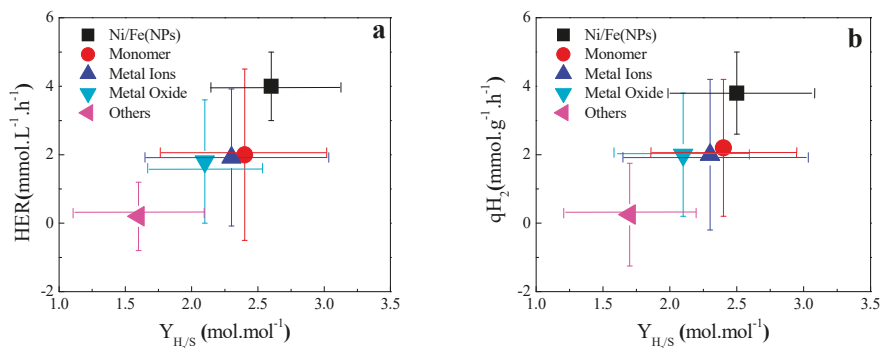 a
Ni/Fe(NPs)
Monomer
Metal Ions
Metal Oxide
Others
HER(mmol.L⁻¹.h⁻¹)
6
4
2
0
-2
1.0 1.5 2.0 2.5 3.0 3.5
Y_{H/S} (mol.mol⁻¹)
b
Ni/Fe(NPs)
Monomer
Metal Ions
Metal Oxide
Others
qH₂(mmol.g⁻¹.h⁻¹)
6
4
2
0
-2
1.0 1.5 2.0 2.5 3.0 3.5
Y_{H/S} (mol.mol⁻¹)